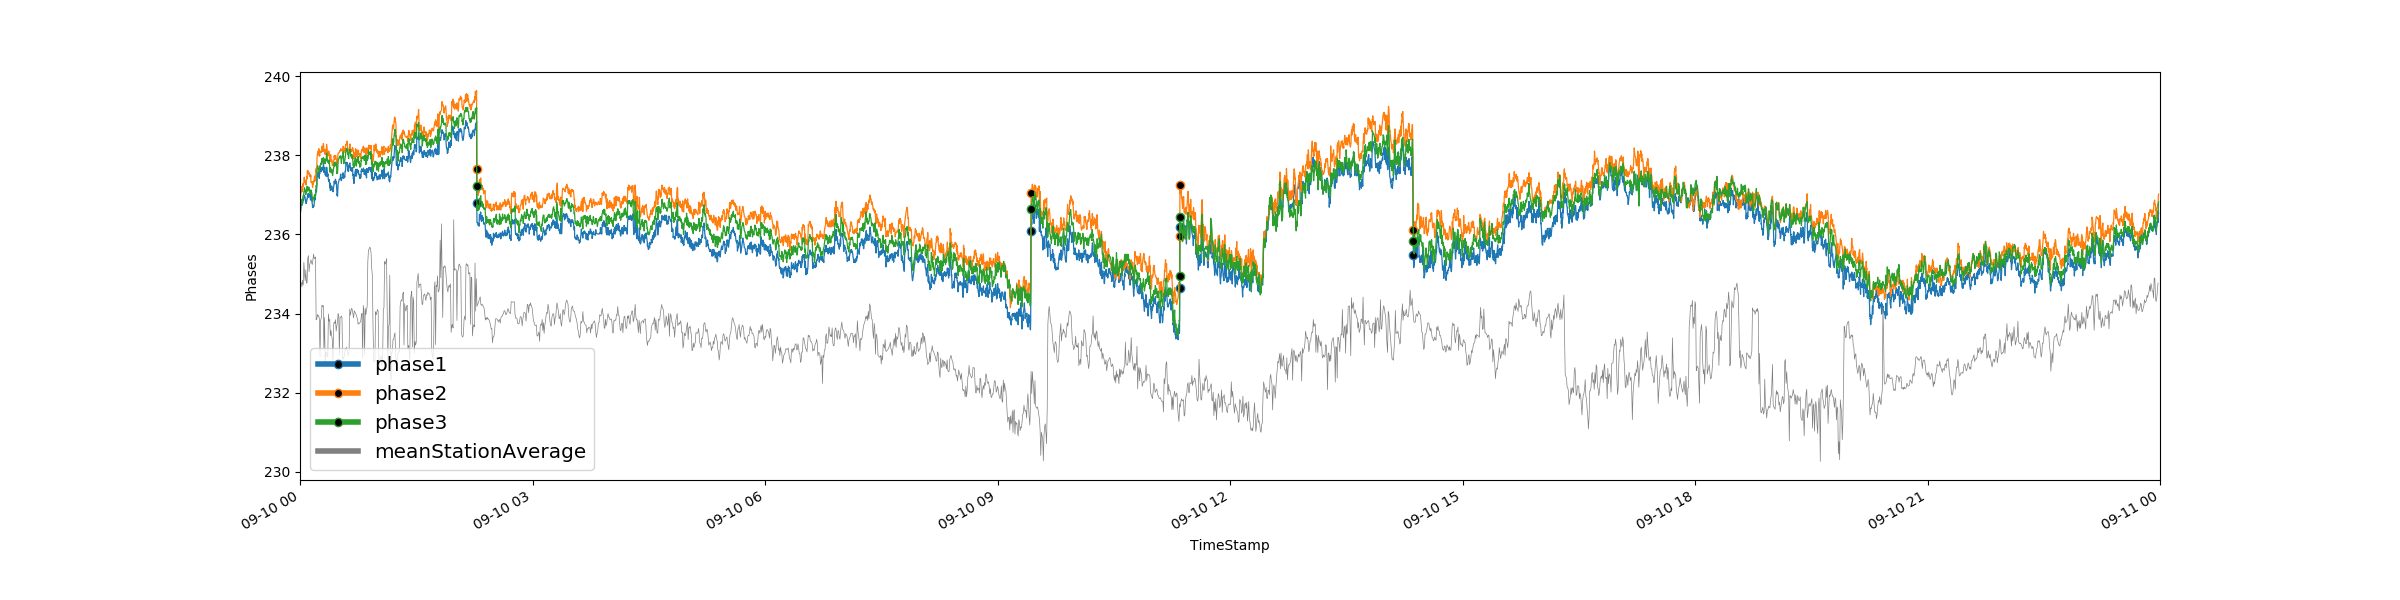 240
238
236
234
232
230
Phases
phase1
phase2
phase3
meanStationAverage
09-10 00
09-10 03
09-10 06
09-10 09
09-10 12
09-10 15
09-10 18
09-10 21
09-11 00
TimeStamp